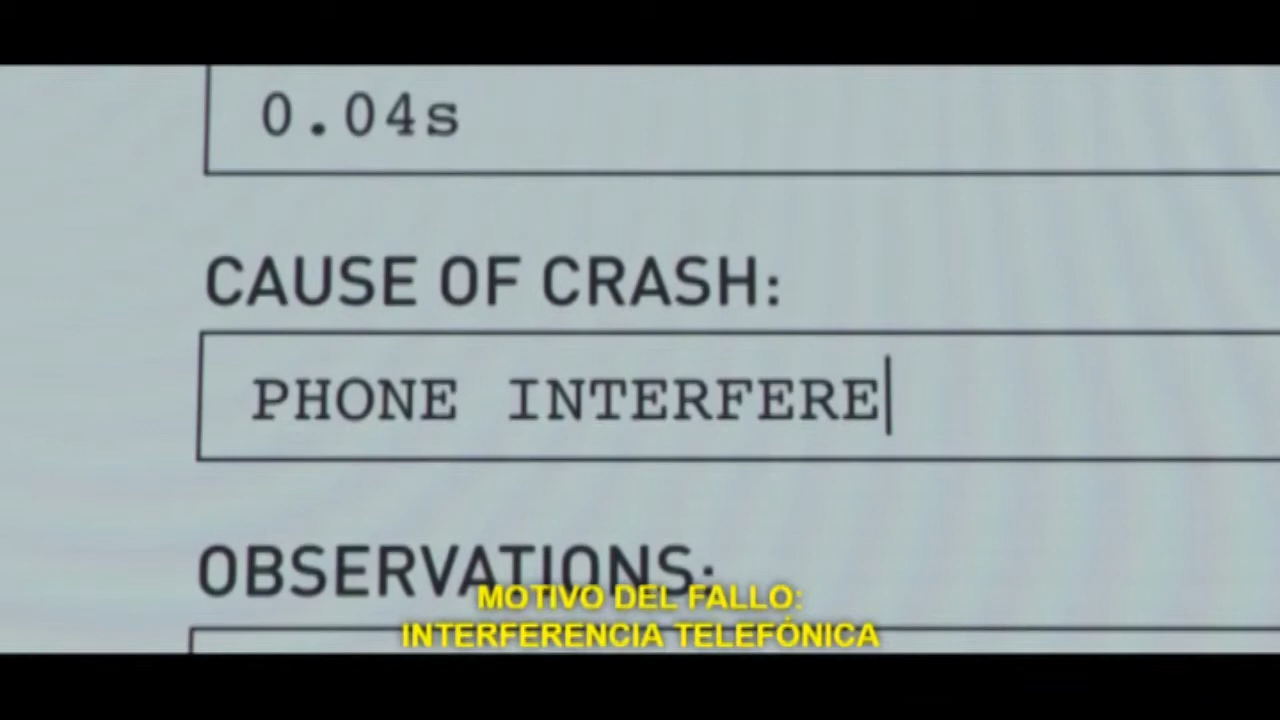 0.04s
CAUSE OF CRASH:
PHONE INTERFERE
OBSERVATIONS:
MOTIVO DEL FALLO:
INTERFERENCIA TELEFÓNICA